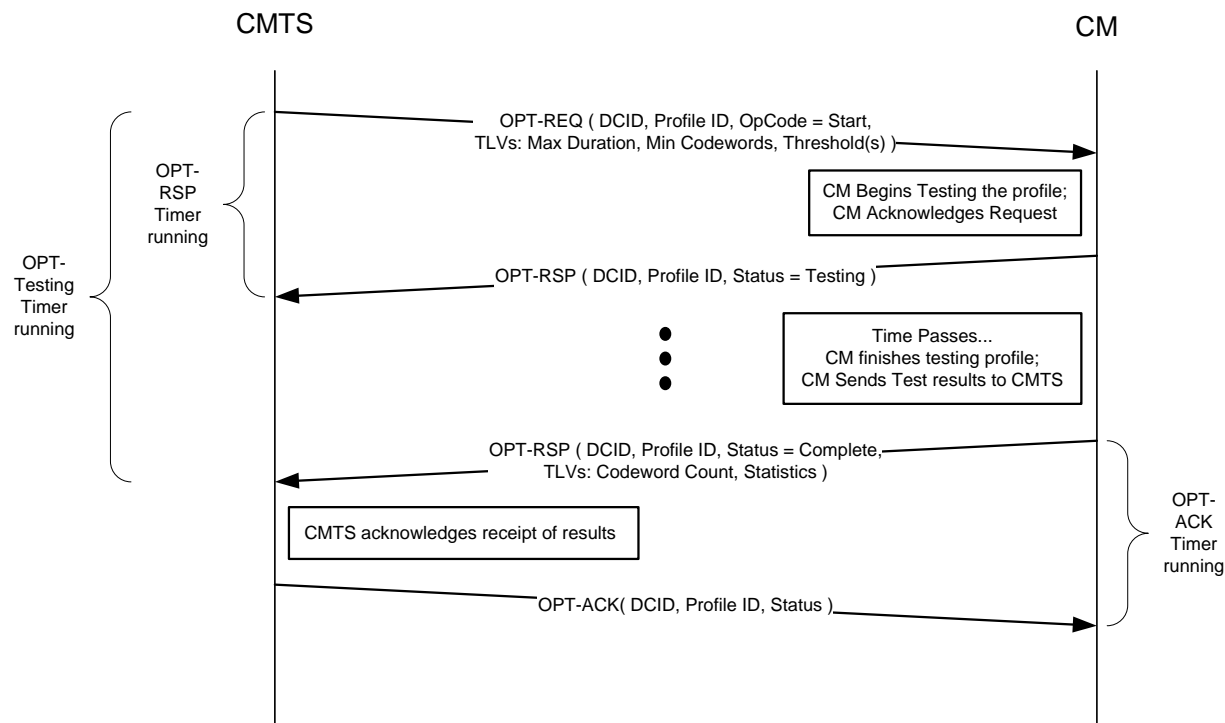 CMTS
CM
OPT-REQ ( DCID, Profile ID, OpCode = Start,
TLVs: Max Duration, Min Codewords, Threshold(s) )
OPT-
RSP
Timer
running
CM Begins Testing the profile;
CM Acknowledges Request
OPT-
Testing
Timer
running
OPT-RSP ( DCID, Profile ID, Status = Testing )
Time Passes...
CM finishes testing profile;
CM Sends Test results to CMTS
OPT-RSP ( DCID, Profile ID, Status = Complete,
TLVs: Codeword Count, Statistics )
CMTS acknowledges receipt of results
OPT-
ACK
Timer
running
OPT-ACK( DCID, Profile ID, Status )